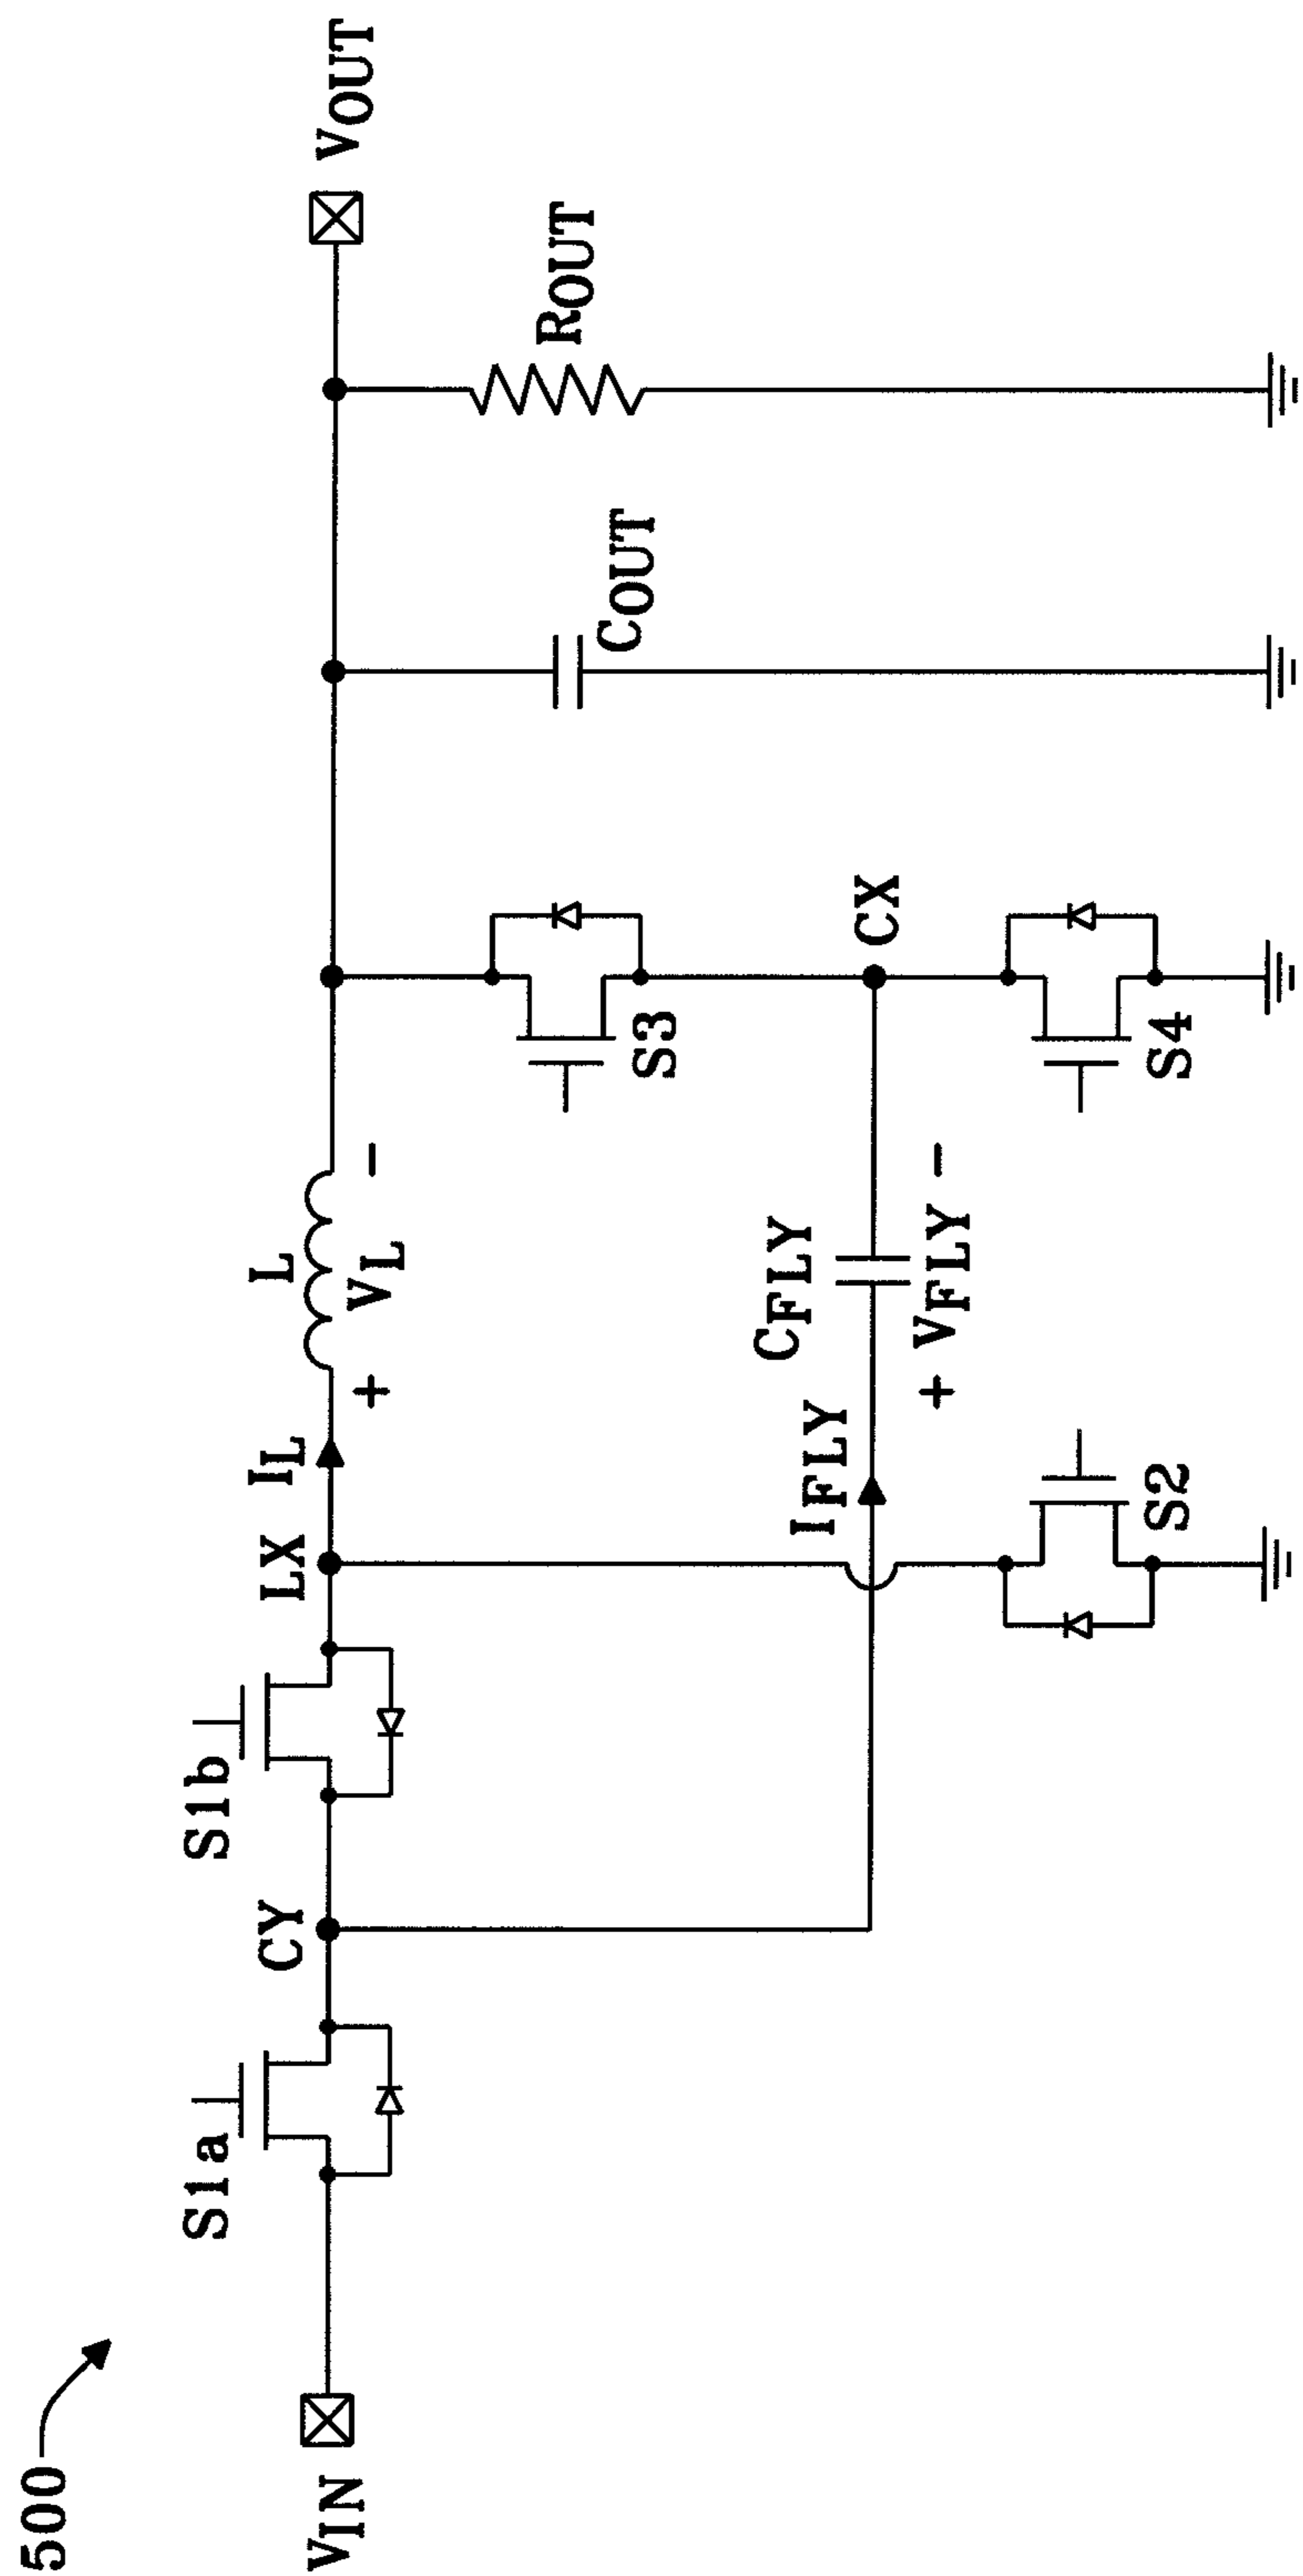 500
S1a
S1b
VIN
CY
LX
IL
L
+ VL -
VOUT
IFLY
CFLY
+ VFLY -
CX
S2
S3
S4
COUT
ROUT